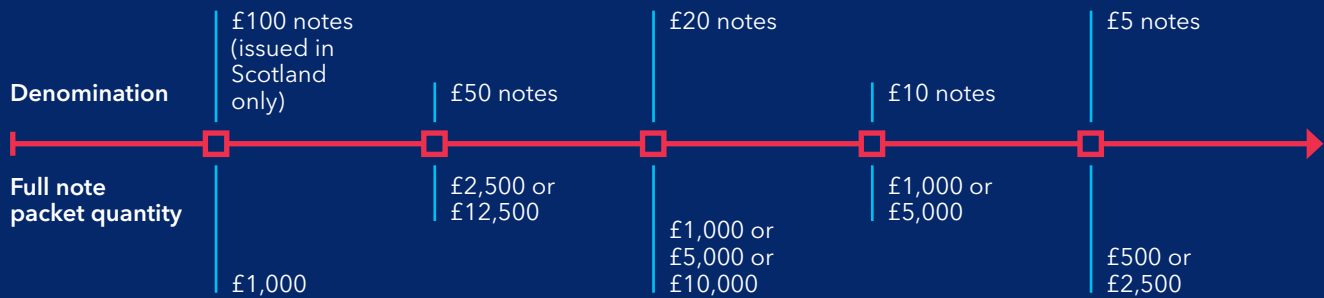 Denomination
£100 notes
(issued in
Scotland
only)
£50 notes
£20 notes
£10 notes
£5 notes
Full note
packet quantity
£1,000
£2,500 or
£12,500
£1,000 or
£5,000 or
£10,000
£1,000 or
£5,000
£500 or
£2,500